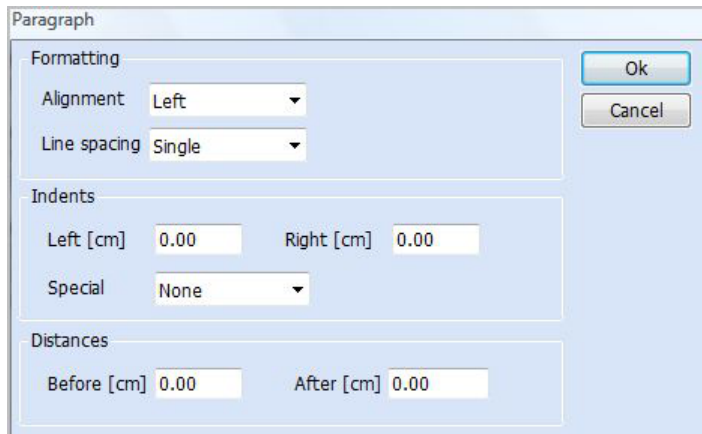 Paragraph
Formatting
Ok
Alignment Left
Cancel
Line spacing Single
Indents
Left [cm] 0.00 Right [cm] 0.00
Special None
Distances
Before [cm] 0.00 After [cm] 0.00